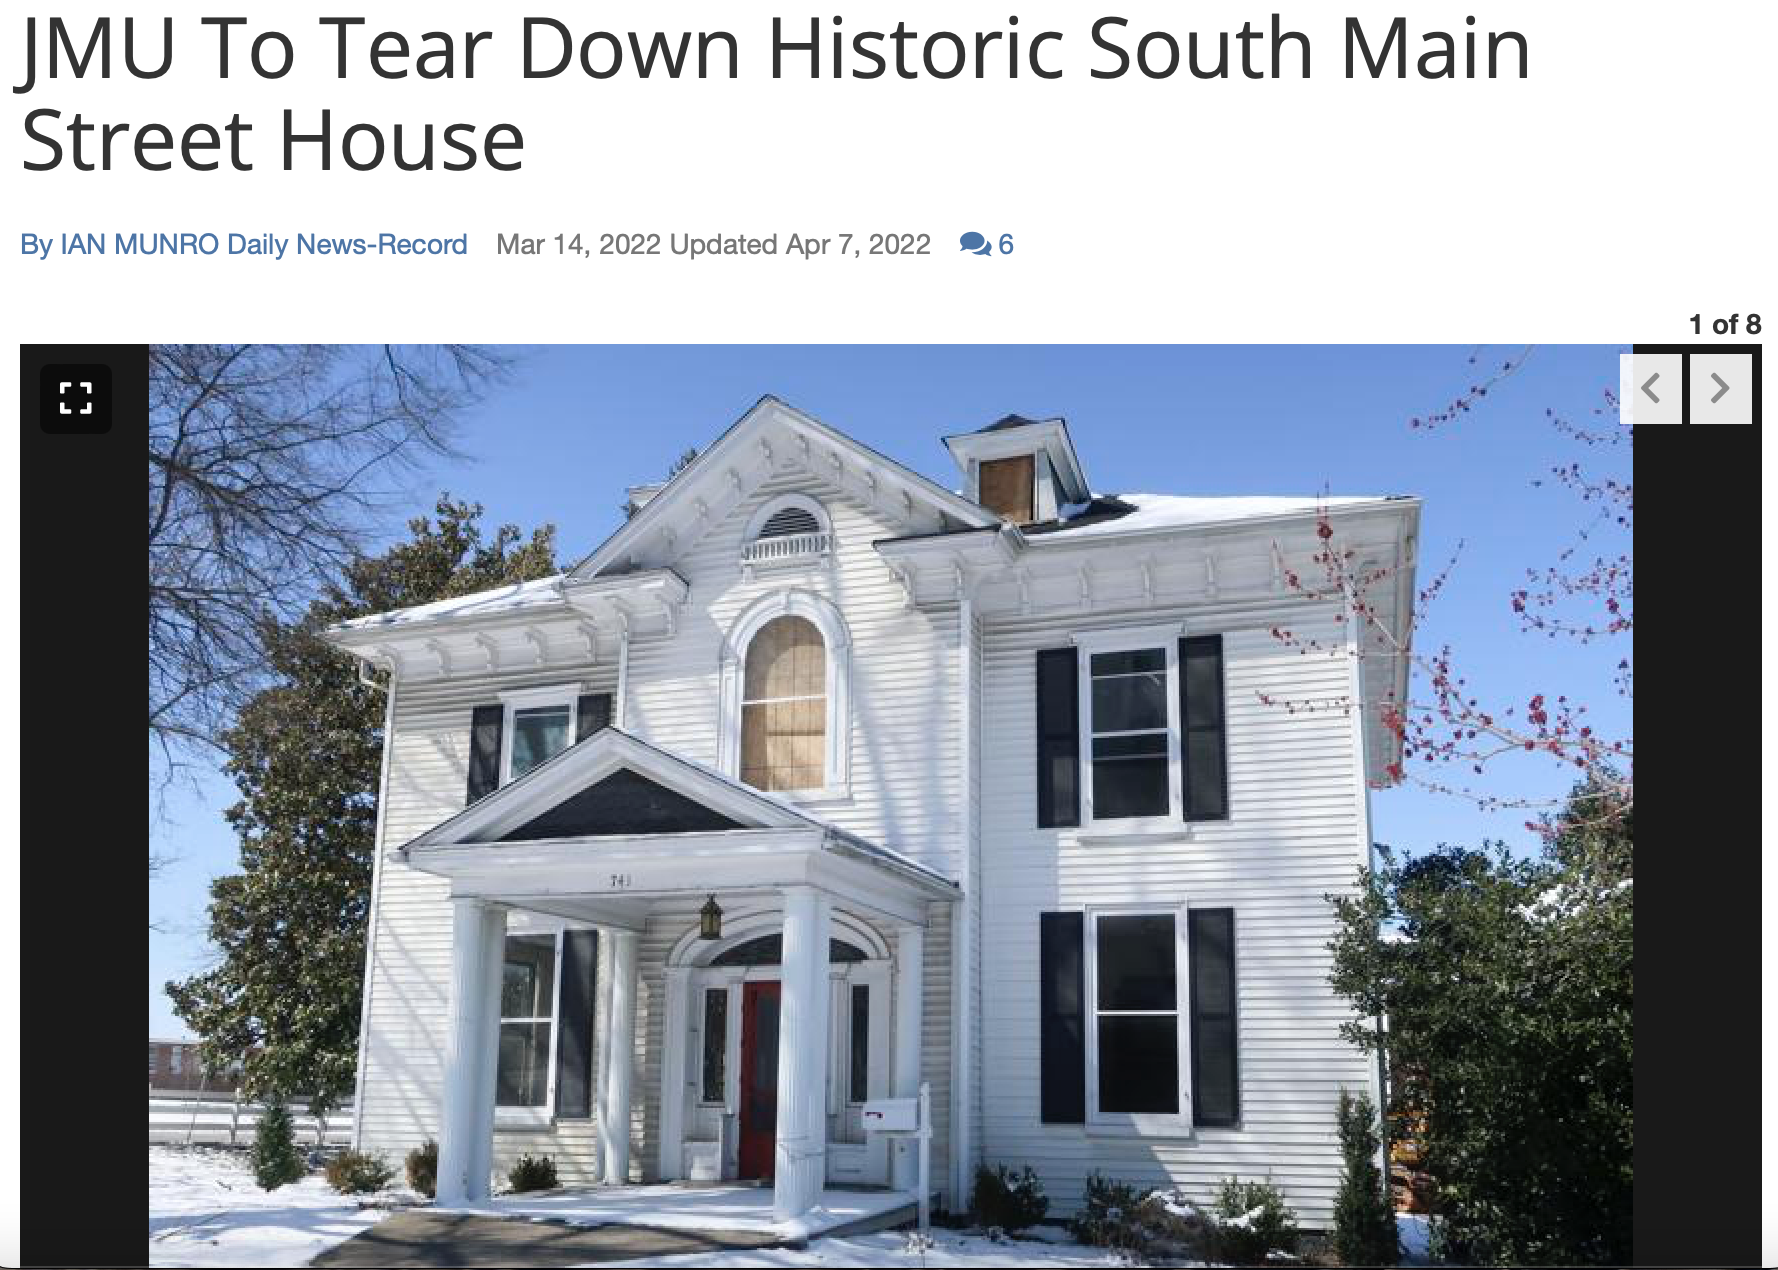 JMU To Tear Down Historic South Main
Street House
By IAN MUNRO Daily News-Record Mar 14, 2022 Updated Apr 7, 2022 6
1 of 8
741